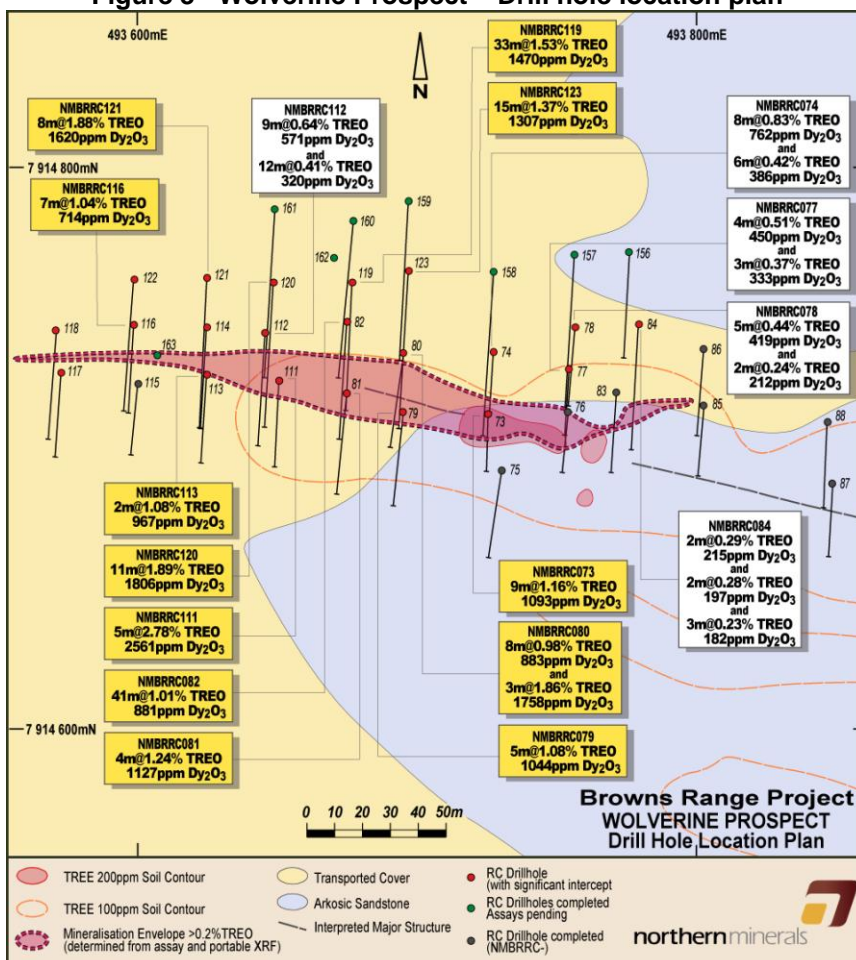 Figure 3 - Wolverine Prospect – Drill hole location plan
493 600mE
493 800mE
N
7 914 800mN
7 914 600mN
NMBRRC121
8m@1.88% TREO
1620ppm Dy₂O₃
NMBRRC116
7m@1.04% TREO
714ppm Dy₂O₃
NMBRRC112
9m@0.64% TREO
571ppm Dy₂O₃
and
12m@0.41% TREO
320ppm Dy₂O₃
NMBRRC119
33m@1.53% TREO
1470ppm Dy₂O₃
NMBRRC123
15m@1.37% TREO
1307ppm Dy₂O₃
NMBRRC074
8m@0.83% TREO
762ppm Dy₂O₃
and
6m@0.42% TREO
386ppm Dy₂O₃
NMBRRC077
4m@0.51% TREO
450ppm Dy₂O₃
and
3m@0.37% TREO
333ppm Dy₂O₃
NMBRRC078
5m@0.44% TREO
419ppm Dy₂O₃
and
2m@0.24% TREO
212ppm Dy₂O₃
161
160
159
162
157
156
122
121
120
119
123
158
118
116
114
112
82
80
74
78
84
86
163
117
115
113
111
81
79
73
77
76
83
85
88
75
87
NMBRRC113
2m@1.08% TREO
967ppm Dy₂O₃
NMBRRC120
11m@1.89% TREO
1806ppm Dy₂O₃
NMBRRC111
5m@2.78% TREO
2561ppm Dy₂O₃
NMBRRC082
41m@1.01% TREO
881ppm Dy₂O₃
NMBRRC081
4m@1.24% TREO
1127ppm Dy₂O₃
NMBRRC073
9m@1.16% TREO
1093ppm Dy₂O₃
NMBRRC080
8m@0.98% TREO
883ppm Dy₂O₃
and
3m@1.86% TREO
1758ppm Dy₂O₃
NMBRRC079
5m@1.08% TREO
1044ppm Dy₂O₃
NMBRRC084
2m@0.29% TREO
215ppm Dy₂O₃
and
2m@0.28% TREO
197ppm Dy₂O₃
and
3m@0.23% TREO
182ppm Dy₂O₃
0 10 20 30 40 50m
Browns Range Project
WOLVERINE PROSPECT
Drill Hole Location Plan
TREE 200ppm Soil Contour
TREE 100ppm Soil Contour
Mineralisation Envelope >0.2%TREO
(determined from assay and portable XRF)
Transported Cover
Arkosic Sandstone
Interpreted Major Structure
RC Drillhole
(with significant intercept)
RC Drillholes completed
Assays pending
RC Drillhole completed
(NMBRRC-)
northernminerals